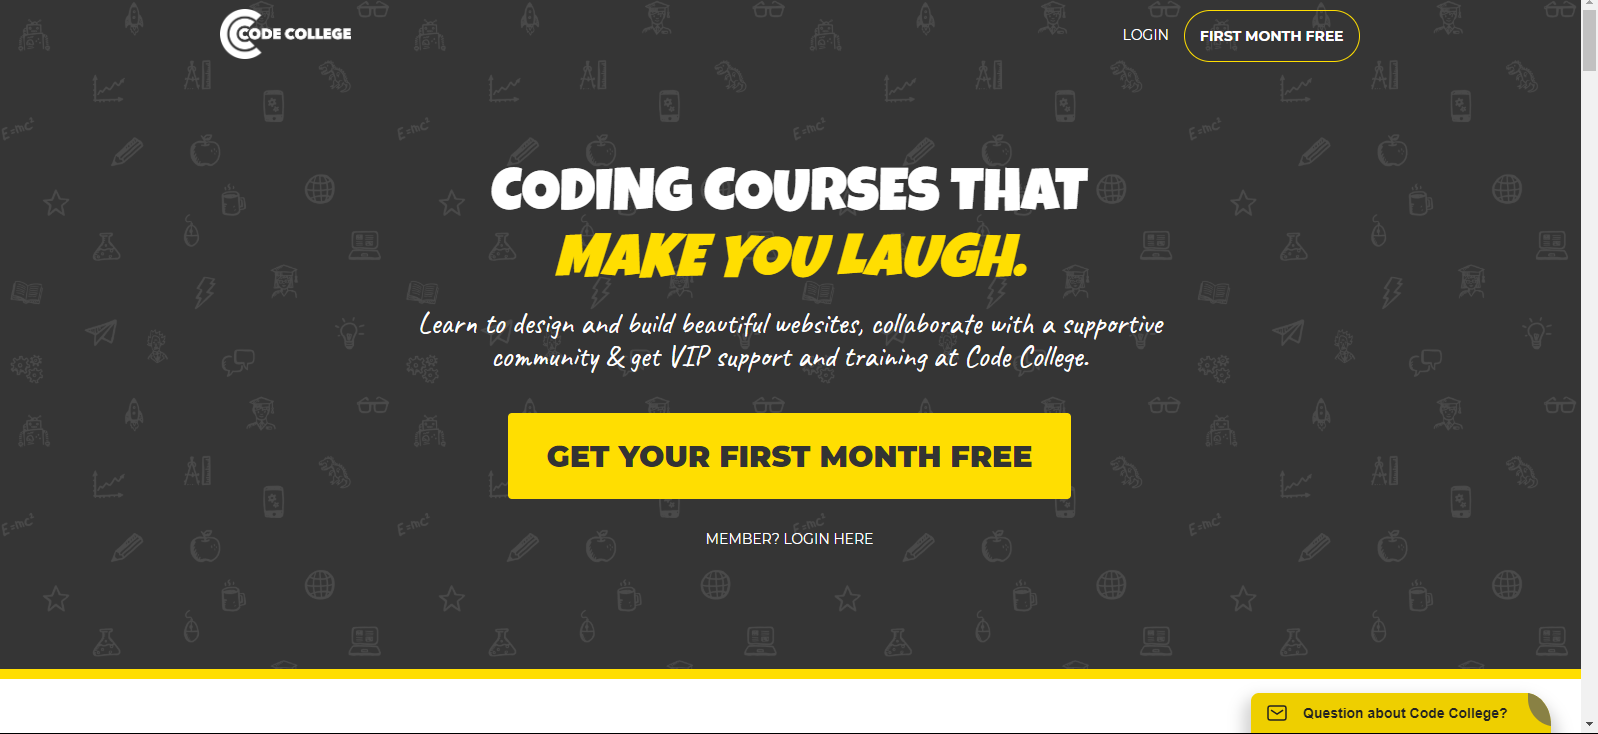 CODE COLLEGE
LOGIN
FIRST MONTH FREE
CODING COURSES THAT
MAKE YOU LAUGH.
Learn to design and build beautiful websites, collaborate with a supportive
community & get VIP support and training at Code College.
GET YOUR FIRST MONTH FREE
MEMBER? LOGIN HERE
E=mc²
Question about Code College?